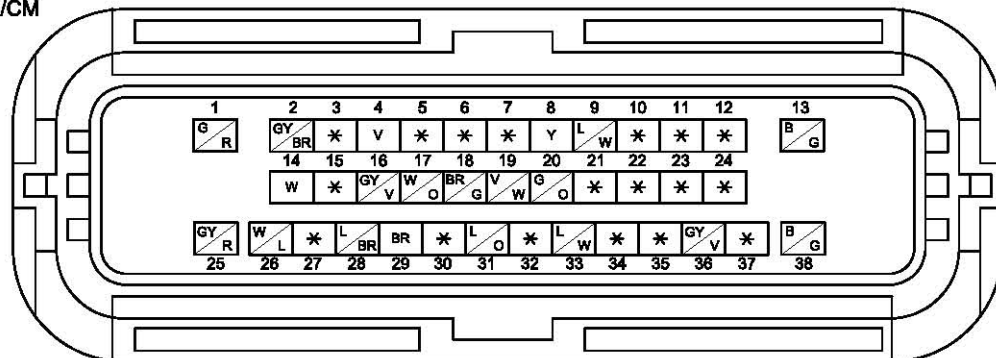 /CM
1 2 3 4 5 6 7 8 9 10 11 12 13
G R GY BR * V * * * Y L W * * * B G
14 15 16 17 18 19 20 21 22 23 24
W * GY V W O BR G V W G O * * * *
GY R W L * L BR BR * L O * L W * * GY V * B G
25 26 27 28 29 30 31 32 33 34 35 36 37 38